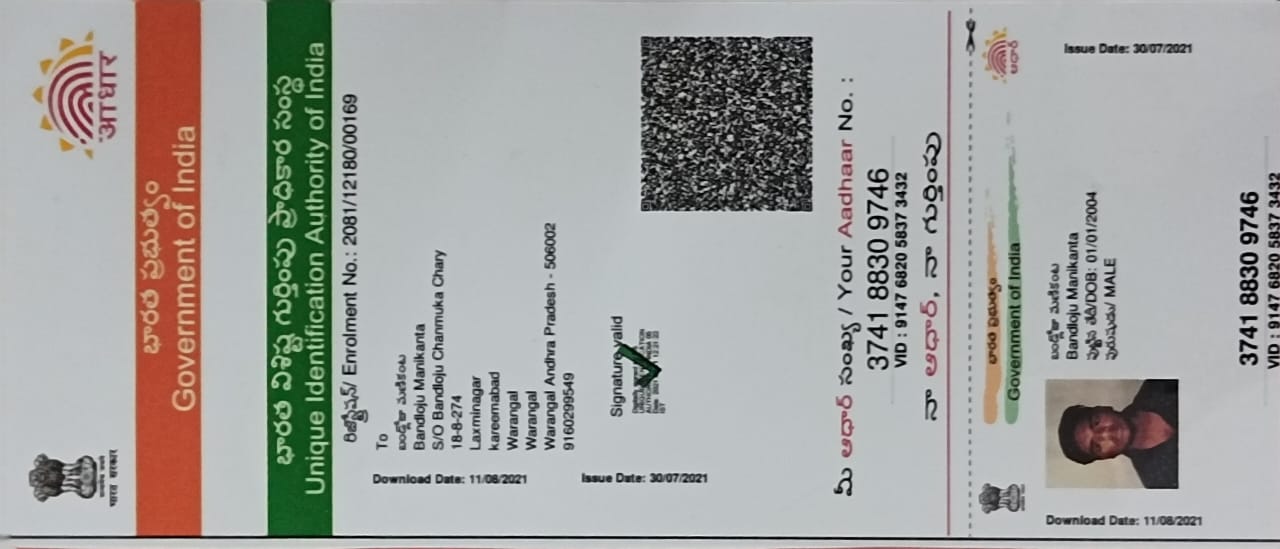 आधार
भारत सरकार
భారత ప్రభుత్వం
Government of India
భారత విశిష్ట గుర్తింపు ప్రాధికార సంస్థ
Unique Identification Authority of India
రిజిస్ట్రేషన్/ Enrolment No.: 2081/12180/00169
To
బండ్లోజు మణికంట
Bandloju Manikanta
S/O Bandloju Chanmuka Chary
18-8-274
Laxminagar
kareemabad
Warangal
Warangal
Warangal Andhra Pradesh - 506002
9160299549
Download Date: 11/08/2021
Issue Date: 30/07/2021
Signature valid
మీ ఆధార్ సంఖ్య / Your Aadhaar No. :
3741 8830 9746
VID : 9147 6820 5837 3432
నా ఆధార్, నా గుర్తింపు
ఆధార్
భారత ప్రభుత్వం
Government of India
Issue Date: 30/07/2021
బండ్లోజు మణికంట
Bandloju Manikanta
పుట్టిన తేదీ/DOB: 01/01/2004
పురుషుడు/ MALE
Download Date: 11/08/2021
3741 8830 9746
VID : 9147 6820 5837 3432